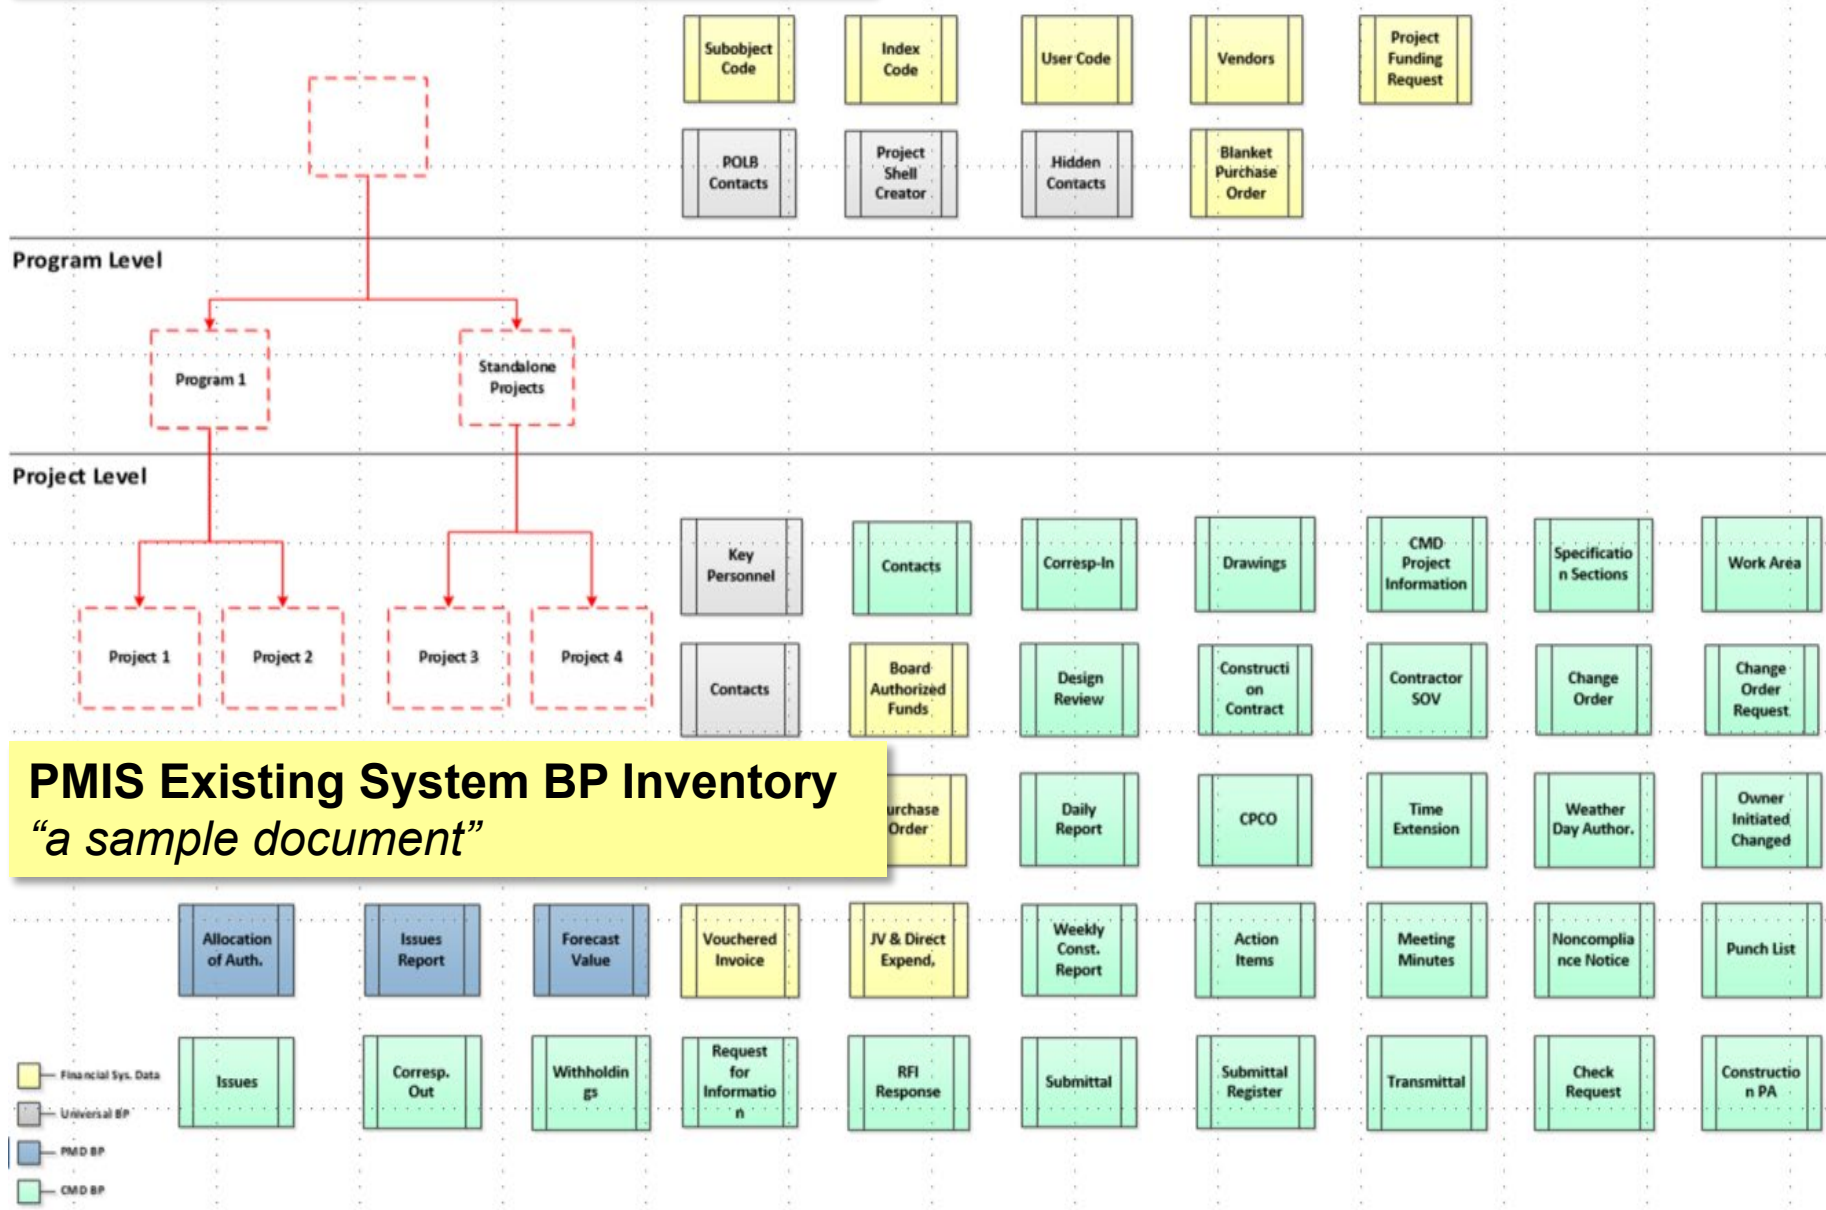 Subobject
Code
Index
Code
User Code
Vendors
Project
Funding
Request
POLB
Contacts
Project
Shell
Creator
Hidden
Contacts
Blanket
Purchase
Order
Program Level
Program 1
Standalone
Projects
Project Level
Project 1
Project 2
Project 3
Project 4
Key
Personnel
Contacts
Corresp-In
Drawings
CMD
Project
Information
Specificatio
n Sections
Work Area
Contacts
Board
Authorized
Funds
Design
Review
Constructi
on
Contract
Contractor
SOV
Change
Order
Change
Order
Request
PMIS Existing System BP Inventory
“a sample document”
urchase
Order
Daily
Report
CPCO
Time
Extension
Weather
Day Author.
Owner
Initiated
Changed
Allocation
of Auth.
Issues
Report
Forecast
Value
Vouchered
Invoice
JV & Direct
Expend,
Weekly
Const.
Report
Action
Items
Meeting
Minutes
Noncomplia
nce Notice
Punch List
Issues
Corresp.
Out
Withholdin
gs
Request
for
Informatio
n
RFI
Response
Submittal
Submittal
Register
Transmittal
Check
Request
Constructio
n PA
Financial Sys. Data
Universal BP
PMD BP
CMD BP